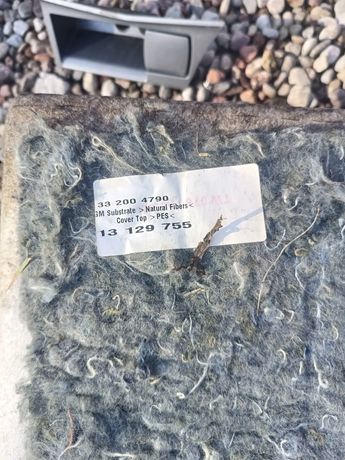 33 200 4790
GM Substrate >Natural Fibers<
Cover Top >PES<
13 129 755